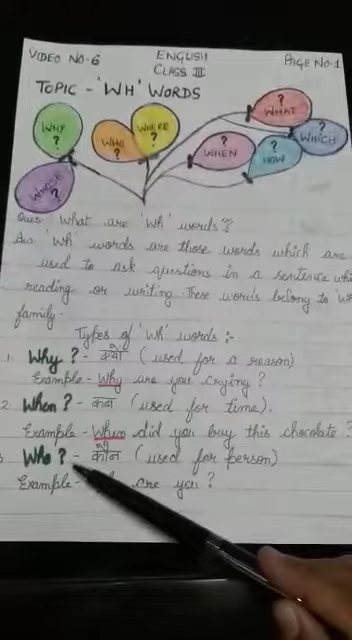 VIDEO NO-6
ENGLISH
PAGE NO.1
CLASS III
TOPIC - 'WH' WORDS
WHY ?
WHO ?
WHERE ?
WHAT ?
WHICH ?
WHEN ?
HOW ?
WHOSE ?
Ques. What are 'Wh' words?
Ans 'Wh' words are those words which are
used to ask questions in a sentence
reading or writing. These words belong to
family.
Types of 'Wh' words :-
1. Why? - क्यों (used for a reason)
Example - Why are you crying?
2. When? - कब (used for time).
Example - When did you buy this chocolate?
Who? - कौन (used for person)
Example - are you?